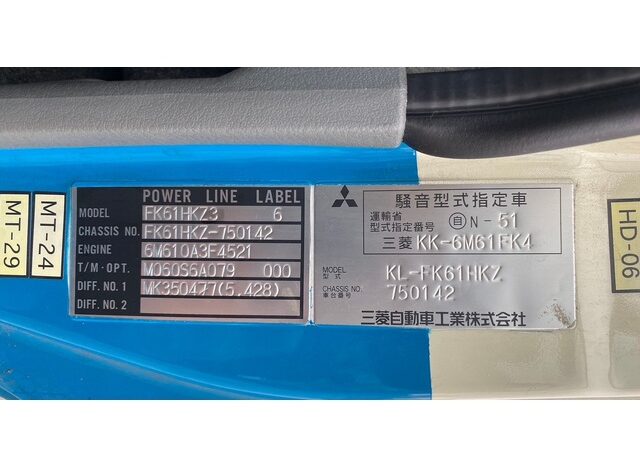 MT-29
MT-24
POWER LINE LABEL
MODEL FK61HKZ3 6
CHASSIS NO. FK61HKZ-750142
ENGINE 6M610A3F4521
T/M·OPT. M060S6A079 000
DIFF. NO.1 MK350477(5.428)
DIFF. NO.2
騒音型式指定車
運輸省
型式指定番号 自N-51
三菱 KK-6M61FK4
MODEL
型式 KL-FK61HKZ
CHASSIS NO.
車台番号 750142
三菱自動車工業株式会社
HD-06